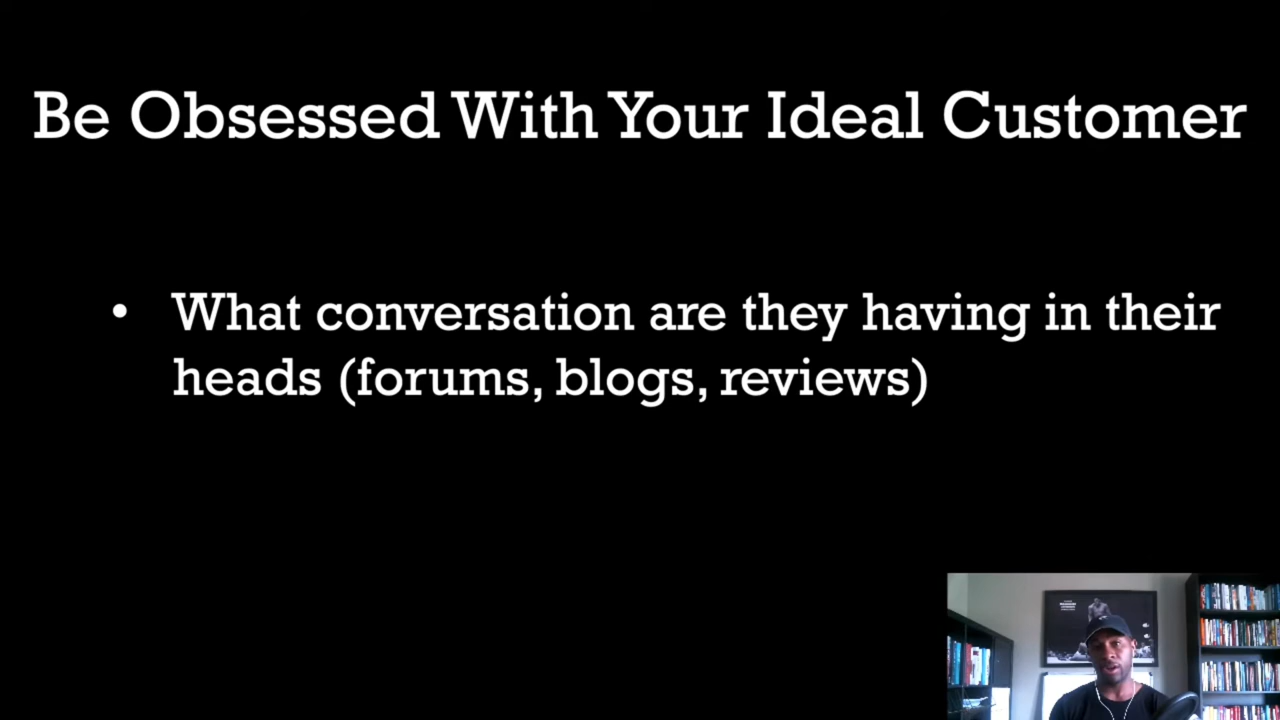 Be Obsessed With Your Ideal Customer
• What conversation are they having in their
heads (forums, blogs, reviews)